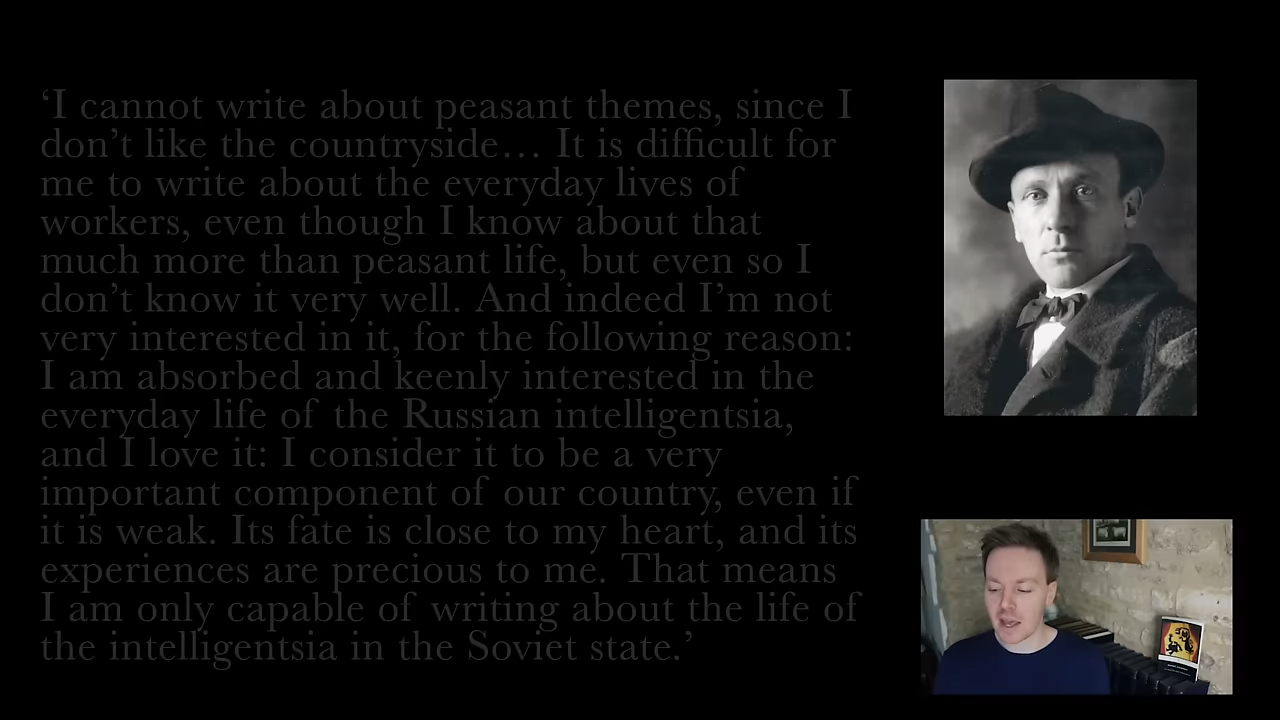 ‘I cannot write about peasant themes, since I
don’t like the countryside… It is difficult for
me to write about the everyday lives of
workers, even though I know about that
much more than peasant life, but even so I
don’t know it very well. And indeed I’m not
very interested in it, for the following reason:
I am absorbed and keenly interested in the
everyday life of the Russian intelligentsia,
and I love it: I consider it to be a very
important component of our country, even if
it is weak. Its fate is close to my heart, and its
experiences are precious to me. That means
I am only capable of writing about the life of
the intelligentsia in the Soviet state.’